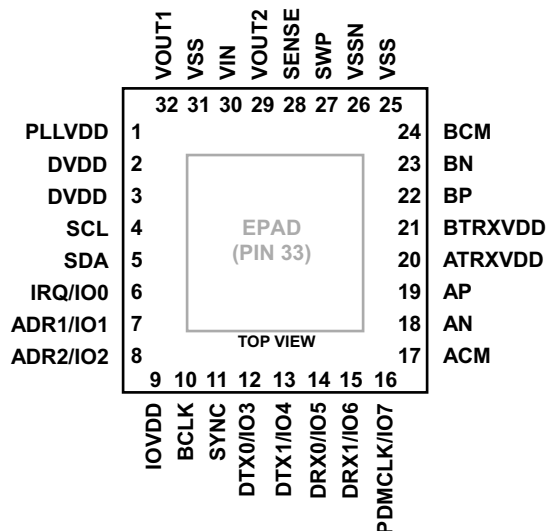 VOUT1
VSS
VIN
VOUT2
SENSE
SWP
VSSN
VSS
32 31 30 29 28 27 26 25
PLLVDD 1
DVDD 2
DVDD 3
SCL 4
SDA 5
IRQ/IO0 6
ADR1/IO1 7
ADR2/IO2 8
24 BCM
23 BN
22 BP
21 BTRXVDD
20 ATRXVDD
19 AP
18 AN
17 ACM
EPAD
(PIN 33)
TOP VIEW
9 10 11 12 13 14 15 16
IOVDD
BCLK
SYNC
DTX0/IO3
DTX1/IO4
DRX0/IO5
DRX1/IO6
PDMCLK/IO7